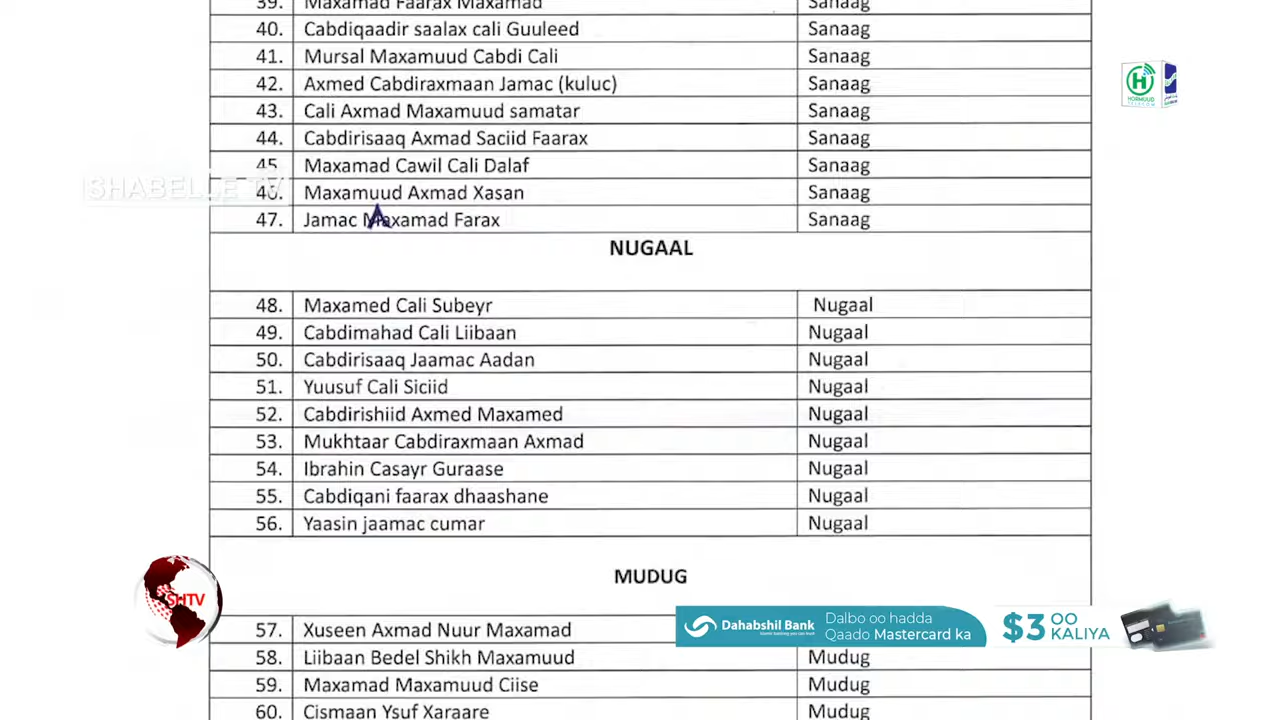 39. Maxamad Faarax Maxamad Sanaag
40. Cabdiqaadir saalax cali Guuleed Sanaag
41. Mursal Maxamuud Cabdi Cali Sanaag
42. Axmed Cabdiraxmaan Jamac (kuluc) Sanaag
43. Cali Axmad Maxamuud samatar Sanaag
44. Cabdirisaaq Axmad Saciid Faarax Sanaag
45. Maxamad Cawil Cali Dalaf Sanaag
SHABELLE TV
46. Maxamuud Axmad Xasan Sanaag
47. Jamac Maxamad Farax Sanaag
NUGAAL
48. Maxamed Cali Subeyr Nugaal
49. Cabdimahad Cali Liibaan Nugaal
50. Cabdirisaaq Jaamac Aadan Nugaal
51. Yuusuf Cali Siciid Nugaal
52. Cabdirishiid Axmed Maxamed Nugaal
53. Mukhtaar Cabdiraxmaan Axmad Nugaal
54. Ibrahin Casayr Guraase Nugaal
55. Cabdiqani faarax dhaashane Nugaal
56. Yaasin jaamac cumar Nugaal
MUDUG
57. Xuseen Axmad Nuur Maxamad
58. Liibaan Bedel Shikh Maxamuud Mudug
59. Maxamad Maxamuud Ciise Mudug
60. Cismaan Ysuf Xaraare Mudug
HORMUUD
TELECOM
SHTV
Dahabshil Bank
Dalbo oo hadda
Qaado Mastercard ka
$3 OO
KALIYA